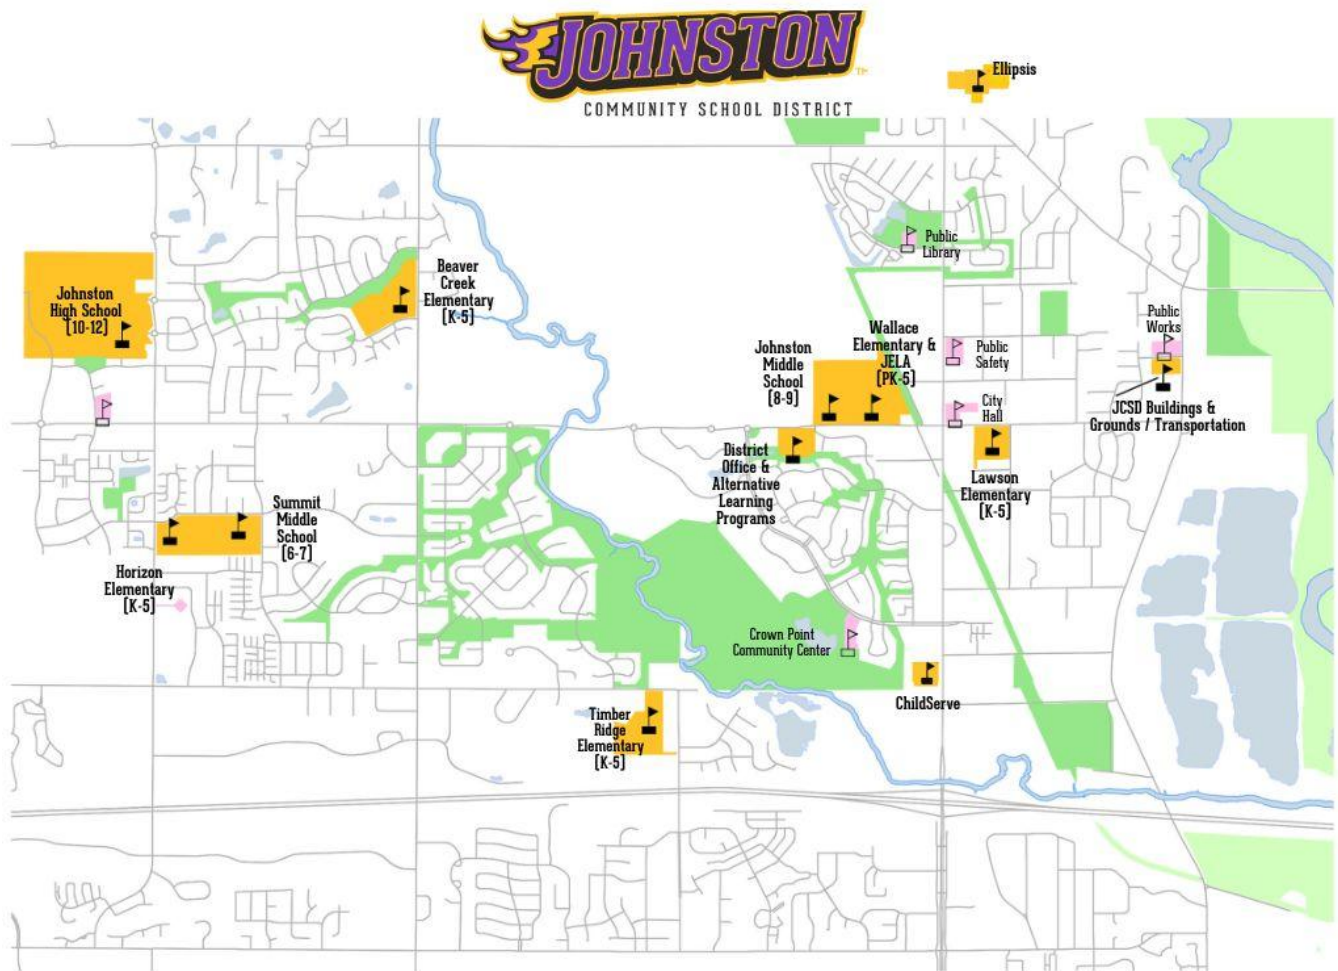 JOHNSTON
TM
COMMUNITY SCHOOL DISTRICT
Ellipsis
Public
Library
Beaver
Creek
Elementary
[K-5]
Johnston
High School
[10-12]
Wallace
Elementary &
JELA
[PK-5]
Johnston
Middle
School
[8-9]
Public
Safety
Public
Works
City
Hall
JCSD Buildings &
Grounds / Transportation
District
Office &
Alternative
Learning
Programs
Lawson
Elementary
[K-5]
Summit
Middle
School
[6-7]
Horizon
Elementary
[K-5]
Crown Point
Community Center
ChildServe
Timber
Ridge
Elementary
[K-5]